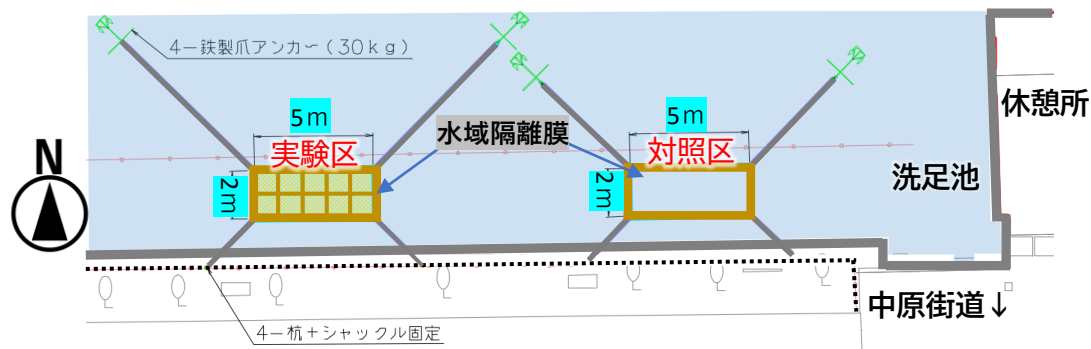 4ー鉄製爪アンカー(30kg)
休憩所
5m
5m
水域隔離膜
実験区
対照区
N
2m
2m
洗足池
中原街道↓
4ー杭+シャックル固定